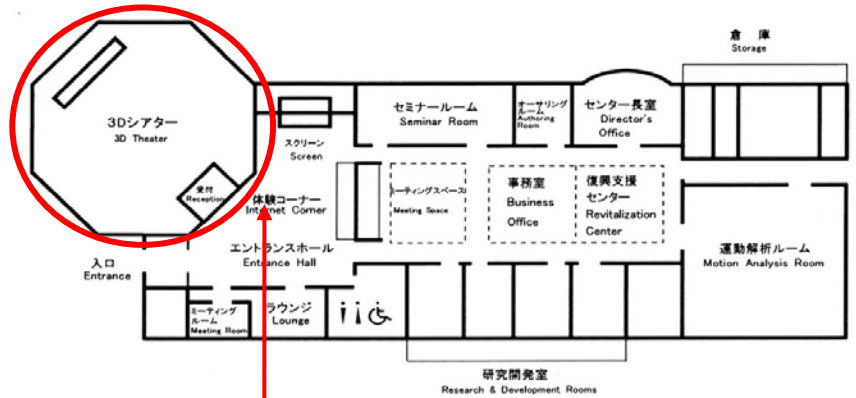 倉 庫
Storage
3Dシアター
3D Theater
受付
Reception
スクリーン
Screen
セミナールーム
Seminar Room
オーサリング
ルーム
Authoring
Room
センター長室
Director's
Office
体験コーナー
Internet Corner
ミーティングスペース
Meeting Space
事務室
Business
Office
復興支援
センター
Revitalization
Center
運動解析ルーム
Motion Analysis Room
入口
Entrance
エントランスホール
Entrance Hall
ミーティング
ルーム
Meeting Room
ラウンジ
Lounge
研究開発室
Research & Development Rooms